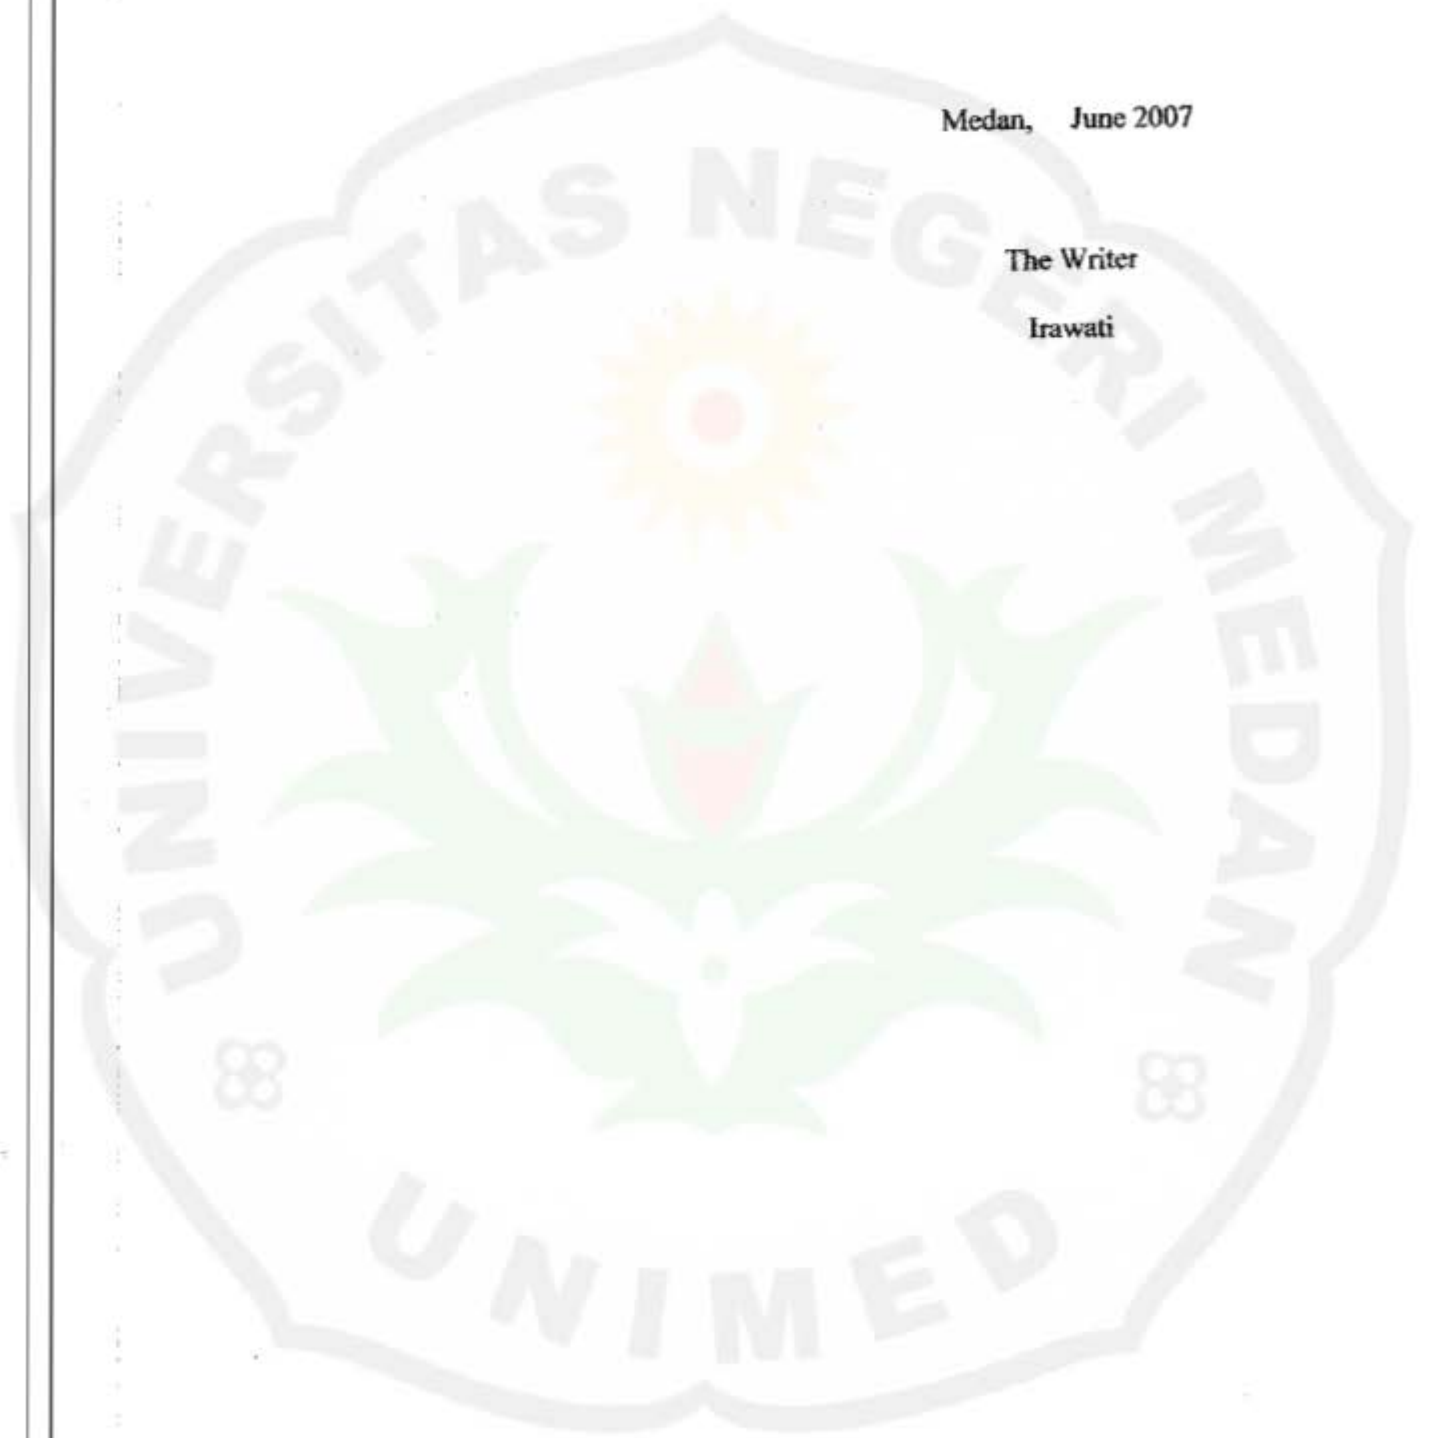 Medan, June 2007
The Writer
Irawati
UNIVERSITAS NEGERI MEDAN
UNIMED